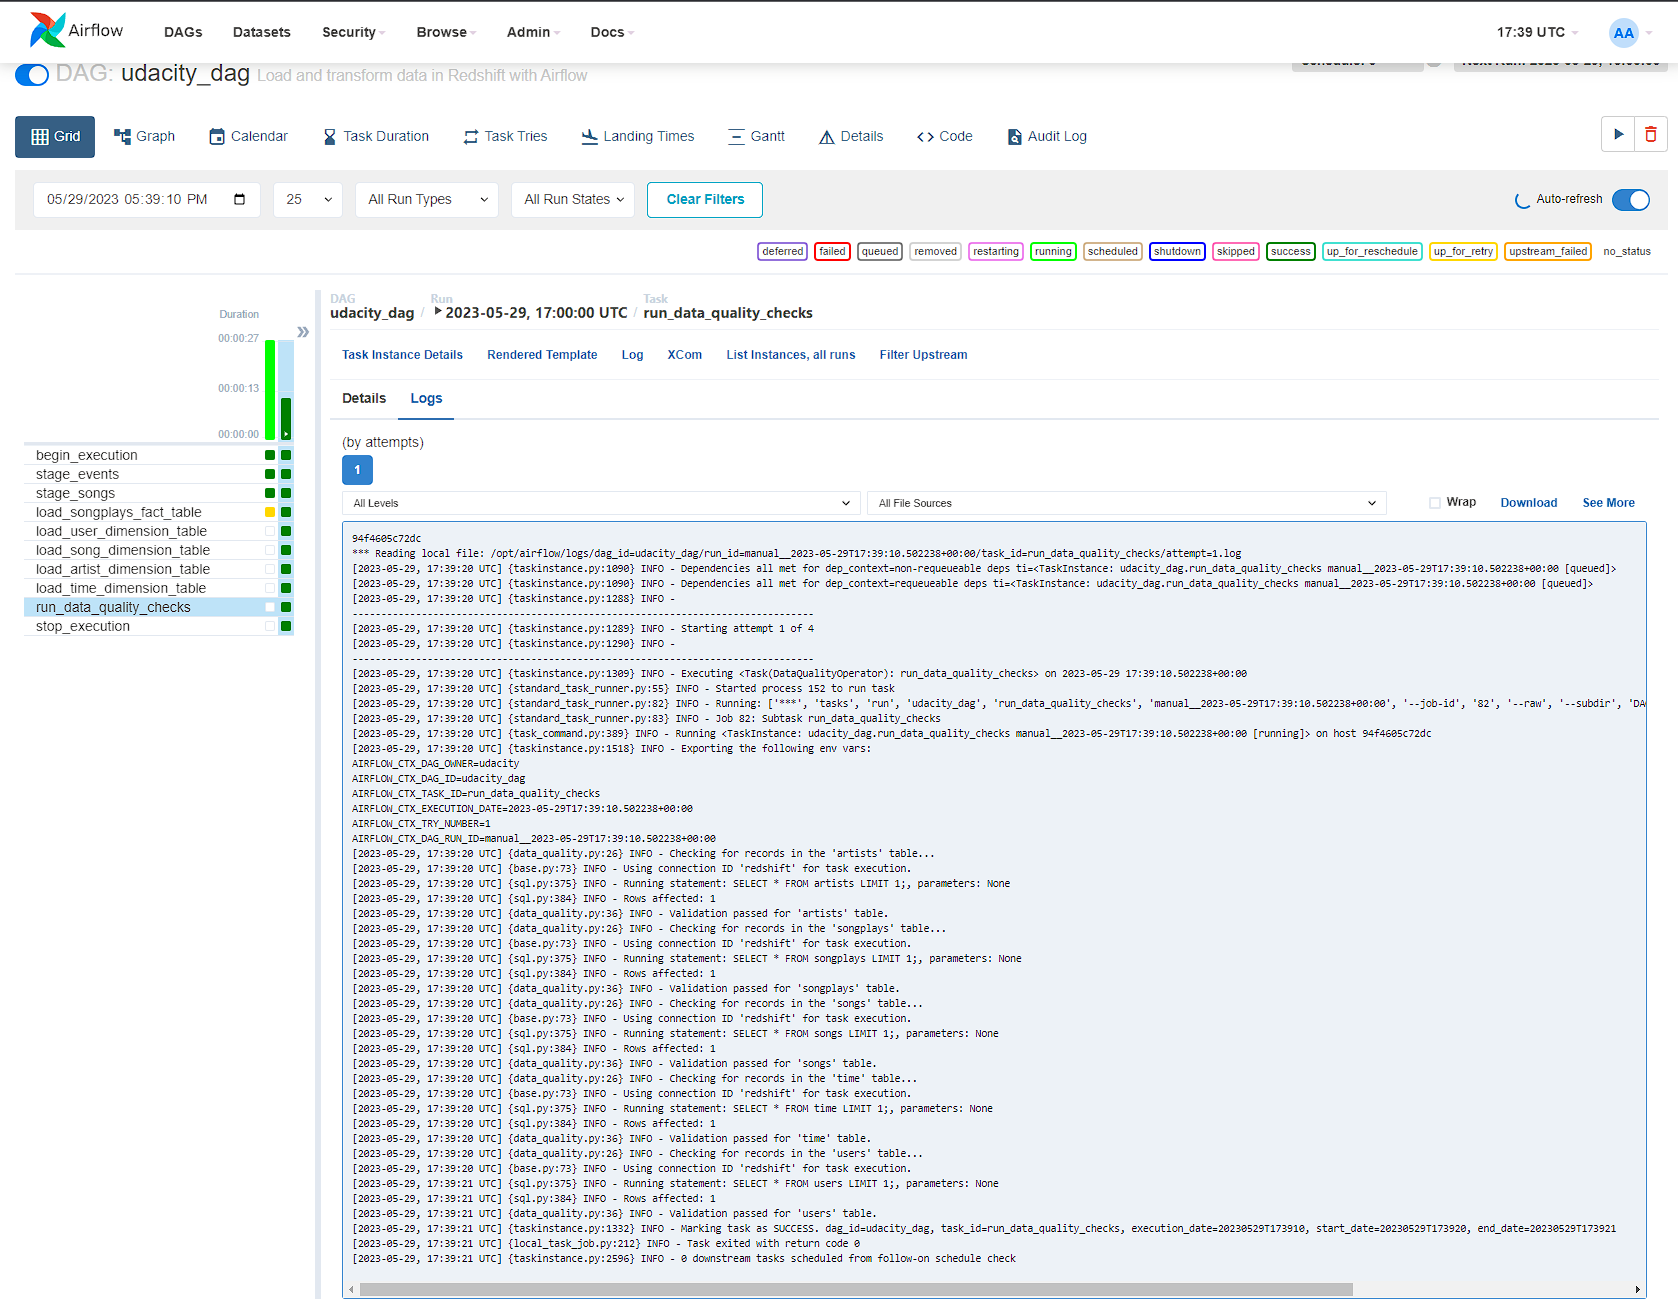 Airflow
DAGs Datasets Security Browse Admin Docs 17:39 UTC AA
DAG: udacity_dag Load and transform data in Redshift with Airflow
Grid Graph Calendar Task Duration Task Tries Landing Times Gantt Details Code Audit Log
05/29/2023 05:39:10 PM 25 All Run Types All Run States Clear Filters Auto-refresh
deferred failed queued removed restarting running scheduled shutdown skipped success up_for_reschedule up_for_retry upstream_failed no_status
Duration
00:00:27
00:00:13
00:00:00
begin_execution
stage_events
stage_songs
load_songplays_fact_table
load_user_dimension_table
load_song_dimension_table
load_artist_dimension_table
load_time_dimension_table
run_data_quality_checks
stop_execution
DAG Run Task
udacity_dag / 2023-05-29, 17:00:00 UTC / run_data_quality_checks
Task Instance Details Rendered Template Log XCom List Instances, all runs Filter Upstream
Details Logs
(by attempts)
1
All Levels All File Sources Wrap Download See More
94f4605c72dc
*** Reading local file: /opt/airflow/logs/dag_id=udacity_dag/run_id=manual__2023-05-29T17:39:10.502238+00:00/task_id=run_data_quality_checks/attempt=1.log
[2023-05-29, 17:39:20 UTC] {taskinstance.py:1090} INFO - Dependencies all met for dep_context=non-requeueable deps ti=<TaskInstance: udacity_dag.run_data_quality_checks manual__2023-05-29T17:39:10.502238+00:00 [queued]>
[2023-05-29, 17:39:20 UTC] {taskinstance.py:1090} INFO - Dependencies all met for dep_context=requeueable deps ti=<TaskInstance: udacity_dag.run_data_quality_checks manual__2023-05-29T17:39:10.502238+00:00 [queued]>
[2023-05-29, 17:39:20 UTC] {taskinstance.py:1288} INFO -
--------------------------------------------------------------------------------
[2023-05-29, 17:39:20 UTC] {taskinstance.py:1289} INFO - Starting attempt 1 of 4
[2023-05-29, 17:39:20 UTC] {taskinstance.py:1290} INFO -
--------------------------------------------------------------------------------
[2023-05-29, 17:39:20 UTC] {taskinstance.py:1309} INFO - Executing <Task(DataQualityOperator): run_data_quality_checks> on 2023-05-29 17:39:10.502238+00:00
[2023-05-29, 17:39:20 UTC] {standard_task_runner.py:55} INFO - Started process 152 to run task
[2023-05-29, 17:39:20 UTC] {standard_task_runner.py:82} INFO - Running: ['***', 'tasks', 'run', 'udacity_dag', 'run_data_quality_checks', 'manual__2023-05-29T17:39:10.502238+00:00', '--job-id', '82', '--raw', '--subdir', 'DA
[2023-05-29, 17:39:20 UTC] {standard_task_runner.py:83} INFO - Job 82: Subtask run_data_quality_checks
[2023-05-29, 17:39:20 UTC] {task_command.py:389} INFO - Running <TaskInstance: udacity_dag.run_data_quality_checks manual__2023-05-29T17:39:10.502238+00:00 [running]> on host 94f4605c72dc
[2023-05-29, 17:39:20 UTC] {taskinstance.py:1518} INFO - Exporting the following env vars:
AIRFLOW_CTX_DAG_OWNER=udacity
AIRFLOW_CTX_DAG_ID=udacity_dag
AIRFLOW_CTX_TASK_ID=run_data_quality_checks
AIRFLOW_CTX_EXECUTION_DATE=2023-05-29T17:39:10.502238+00:00
AIRFLOW_CTX_TRY_NUMBER=1
AIRFLOW_CTX_DAG_RUN_ID=manual__2023-05-29T17:39:10.502238+00:00
[2023-05-29, 17:39:20 UTC] {data_quality.py:26} INFO - Checking for records in the 'artists' table...
[2023-05-29, 17:39:20 UTC] {base.py:73} INFO - Using connection ID 'redshift' for task execution.
[2023-05-29, 17:39:20 UTC] {sql.py:375} INFO - Running statement: SELECT * FROM artists LIMIT 1;, parameters: None
[2023-05-29, 17:39:20 UTC] {sql.py:384} INFO - Rows affected: 1
[2023-05-29, 17:39:20 UTC] {data_quality.py:36} INFO - Validation passed for 'artists' table.
[2023-05-29, 17:39:20 UTC] {data_quality.py:26} INFO - Checking for records in the 'songplays' table...
[2023-05-29, 17:39:20 UTC] {base.py:73} INFO - Using connection ID 'redshift' for task execution.
[2023-05-29, 17:39:20 UTC] {sql.py:375} INFO - Running statement: SELECT * FROM songplays LIMIT 1;, parameters: None
[2023-05-29, 17:39:20 UTC] {sql.py:384} INFO - Rows affected: 1
[2023-05-29, 17:39:20 UTC] {data_quality.py:36} INFO - Validation passed for 'songplays' table.
[2023-05-29, 17:39:20 UTC] {data_quality.py:26} INFO - Checking for records in the 'songs' table...
[2023-05-29, 17:39:20 UTC] {base.py:73} INFO - Using connection ID 'redshift' for task execution.
[2023-05-29, 17:39:20 UTC] {sql.py:375} INFO - Running statement: SELECT * FROM songs LIMIT 1;, parameters: None
[2023-05-29, 17:39:20 UTC] {sql.py:384} INFO - Rows affected: 1
[2023-05-29, 17:39:20 UTC] {data_quality.py:36} INFO - Validation passed for 'songs' table.
[2023-05-29, 17:39:20 UTC] {data_quality.py:26} INFO - Checking for records in the 'time' table...
[2023-05-29, 17:39:20 UTC] {base.py:73} INFO - Using connection ID 'redshift' for task execution.
[2023-05-29, 17:39:20 UTC] {sql.py:375} INFO - Running statement: SELECT * FROM time LIMIT 1;, parameters: None
[2023-05-29, 17:39:20 UTC] {sql.py:384} INFO - Rows affected: 1
[2023-05-29, 17:39:20 UTC] {data_quality.py:36} INFO - Validation passed for 'time' table.
[2023-05-29, 17:39:20 UTC] {data_quality.py:26} INFO - Checking for records in the 'users' table...
[2023-05-29, 17:39:20 UTC] {base.py:73} INFO - Using connection ID 'redshift' for task execution.
[2023-05-29, 17:39:21 UTC] {sql.py:375} INFO - Running statement: SELECT * FROM users LIMIT 1;, parameters: None
[2023-05-29, 17:39:21 UTC] {sql.py:384} INFO - Rows affected: 1
[2023-05-29, 17:39:21 UTC] {data_quality.py:36} INFO - Validation passed for 'users' table.
[2023-05-29, 17:39:21 UTC] {taskinstance.py:1332} INFO - Marking task as SUCCESS. dag_id=udacity_dag, task_id=run_data_quality_checks, execution_date=20230529T173910, start_date=20230529T173920, end_date=20230529T173921
[2023-05-29, 17:39:21 UTC] {local_task_job.py:212} INFO - Task exited with return code 0
[2023-05-29, 17:39:21 UTC] {taskinstance.py:2596} INFO - 0 downstream tasks scheduled from follow-on schedule check